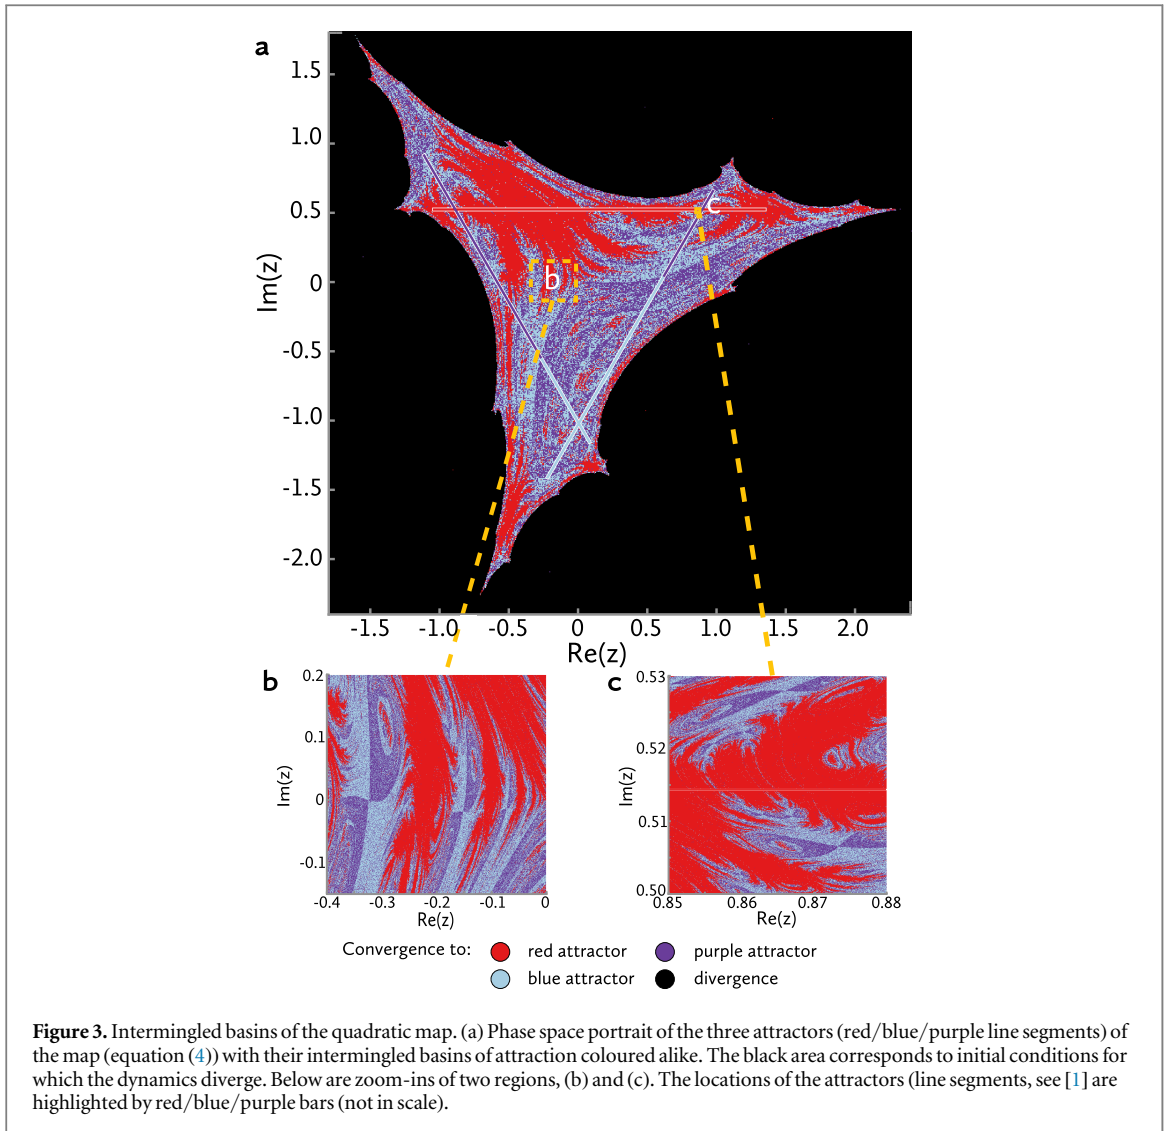 a
1.5
1.0
0.5
0
-0.5
-1.0
-1.5
-2.0
Im(z)
c
b
-1.5 -1.0 -0.5 0 0.5 1.0 1.5 2.0
Re(z)
b
0.2
0.1
0
-0.1
Im(z)
-0.4 -0.3 -0.2 -0.1 0
Re(z)
c
0.53
0.52
0.51
0.50
Im(z)
0.85 0.86 0.87 0.88
Re(z)
Convergence to: red attractor purple attractor
blue attractor divergence
Figure 3. Intermingled basins of the quadratic map. (a) Phase space portrait of the three attractors (red/blue/purple line segments) of
the map (equation (4)) with their intermingled basins of attraction coloured alike. The black area corresponds to initial conditions for
which the dynamics diverge. Below are zoom-ins of two regions, (b) and (c). The locations of the attractors (line segments, see [1] are
highlighted by red/blue/purple bars (not in scale).